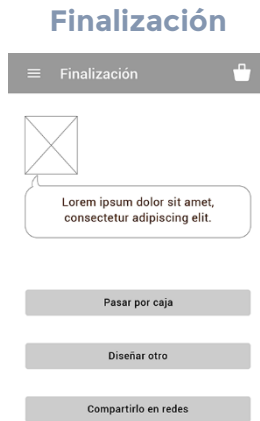 Finalización
Finalización
Lorem ipsum dolor sit amet,
consectetur adipiscing elit.
Pasar por caja
Diseñar otro
Compartirlo en redes